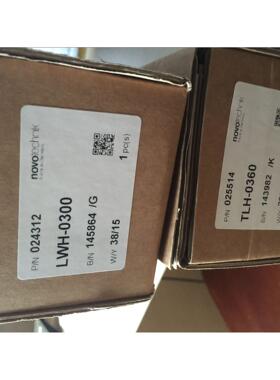 novotechnik
P/N 024312
LWH-0300
B/N 145864 /G
W/Y 38/15
1 pc(s)
novotechnik
P/N 025514
TLH-0360
B/N 143982 /K
W/Y